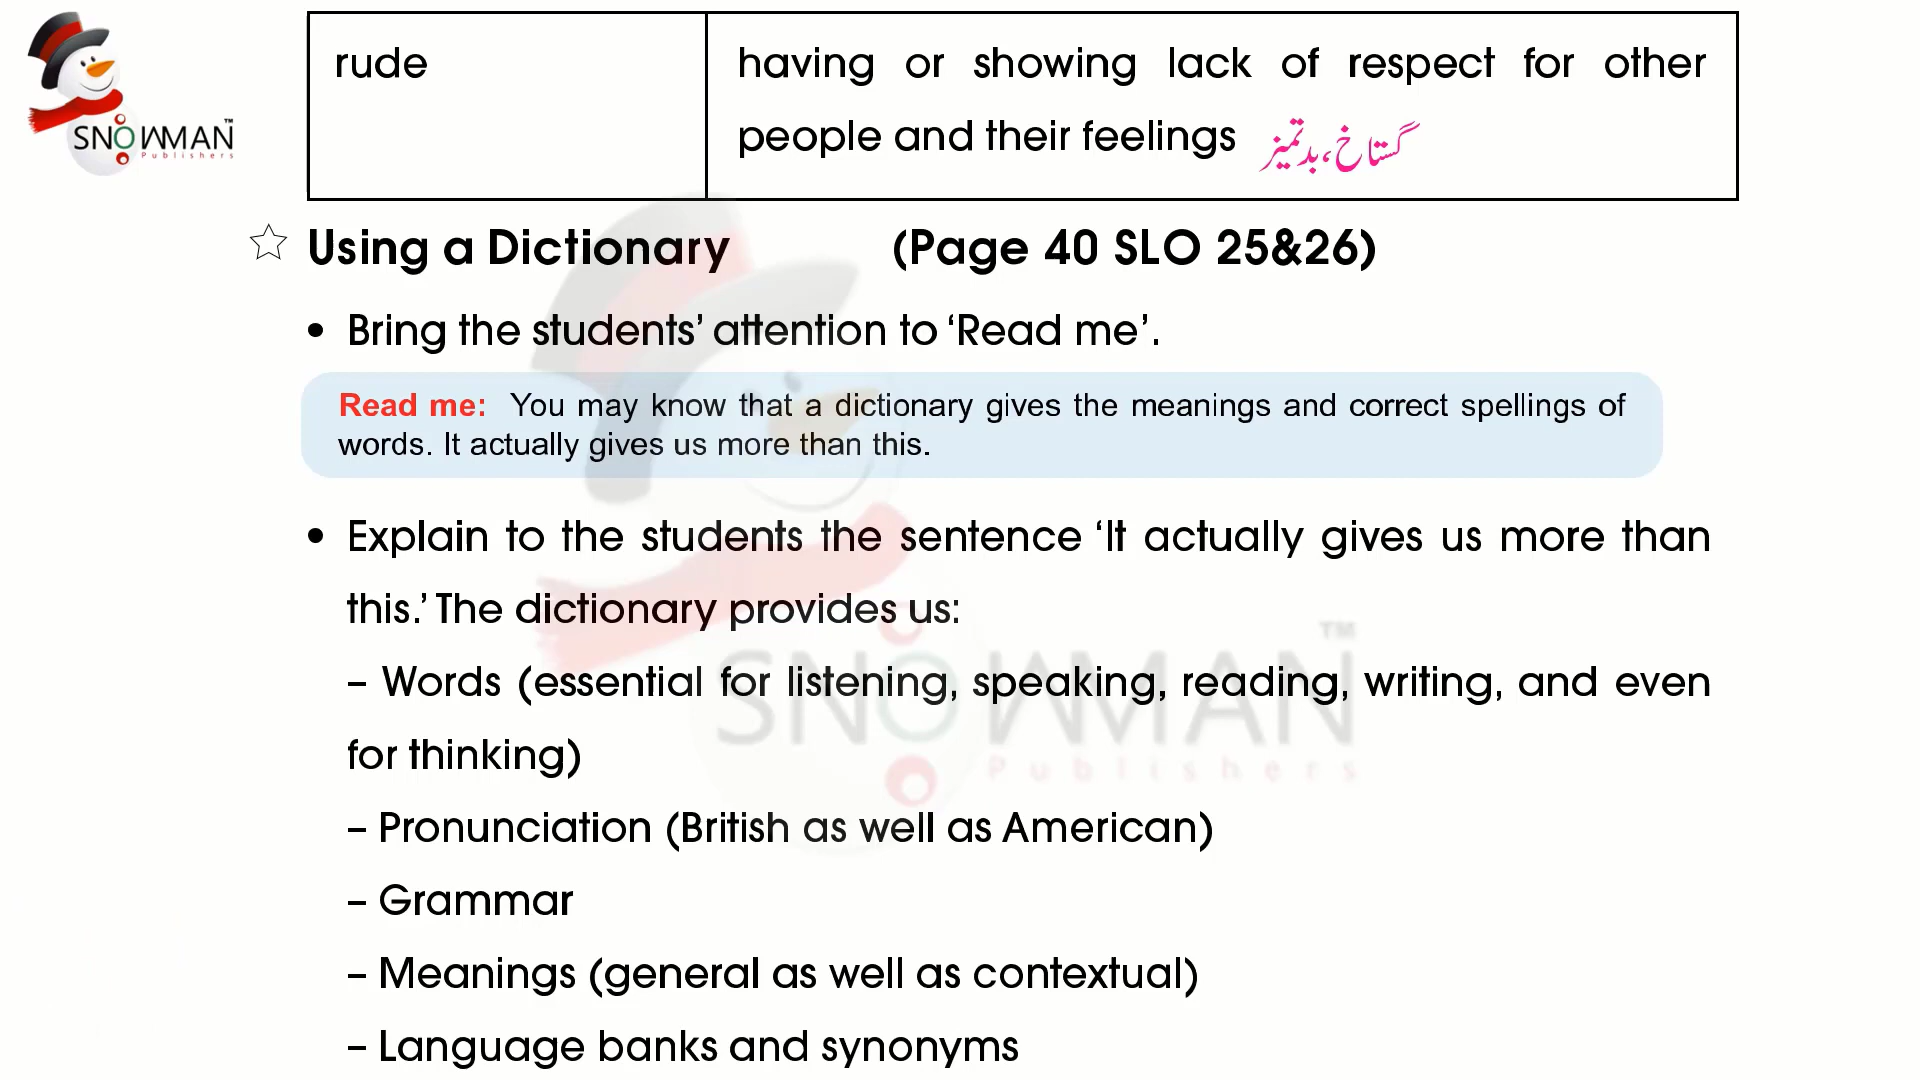 SNOWMAN™
Publishers
rude
having or showing lack of respect for other
people and their feelings گستاخ، بدتمیز
☆ Using a Dictionary (Page 40 SLO 25&26)
• Bring the students’ attention to ‘Read me’.
Read me: You may know that a dictionary gives the meanings and correct spellings of
words. It actually gives us more than this.
• Explain to the students the sentence ‘It actually gives us more than
this.’ The dictionary provides us:
– Words (essential for listening, speaking, reading, writing, and even
for thinking)
– Pronunciation (British as well as American)
– Grammar
– Meanings (general as well as contextual)
– Language banks and synonyms
SNOWMAN™
Publishers